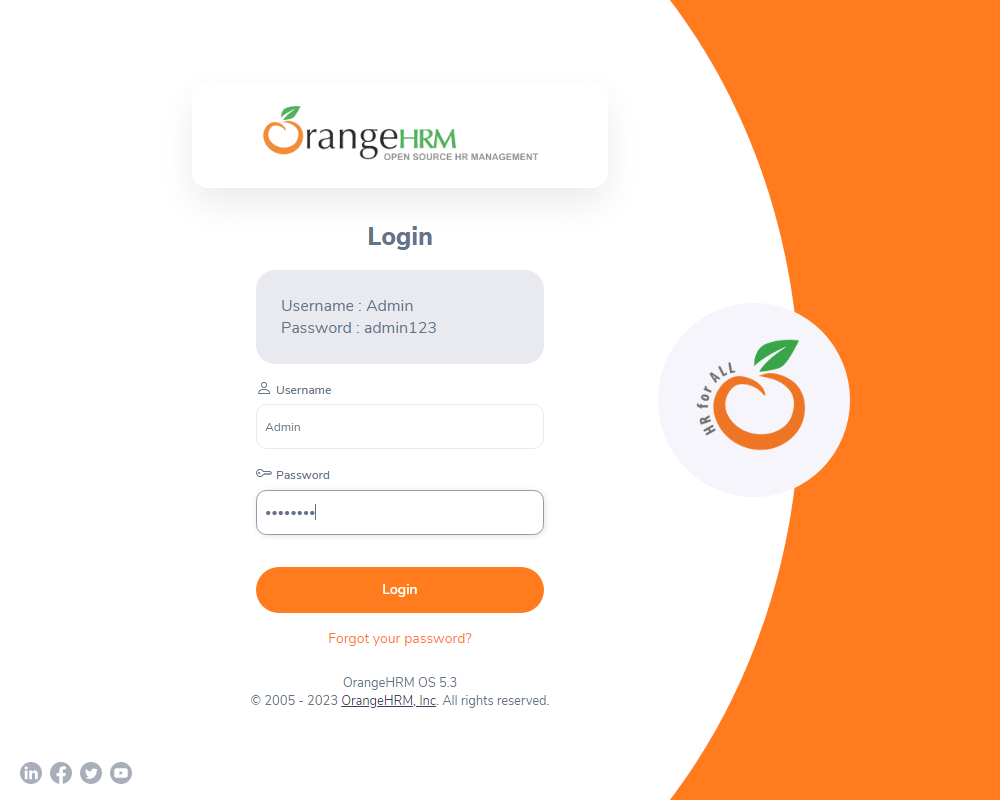 OrangeHRM
OPEN SOURCE HR MANAGEMENT
Login
Username : Admin
Password : admin123
Username
Admin
Password
••••••••
Login
Forgot your password?
OrangeHRM OS 5.3
© 2005 - 2023 OrangeHRM, Inc. All rights reserved.
HR for ALL